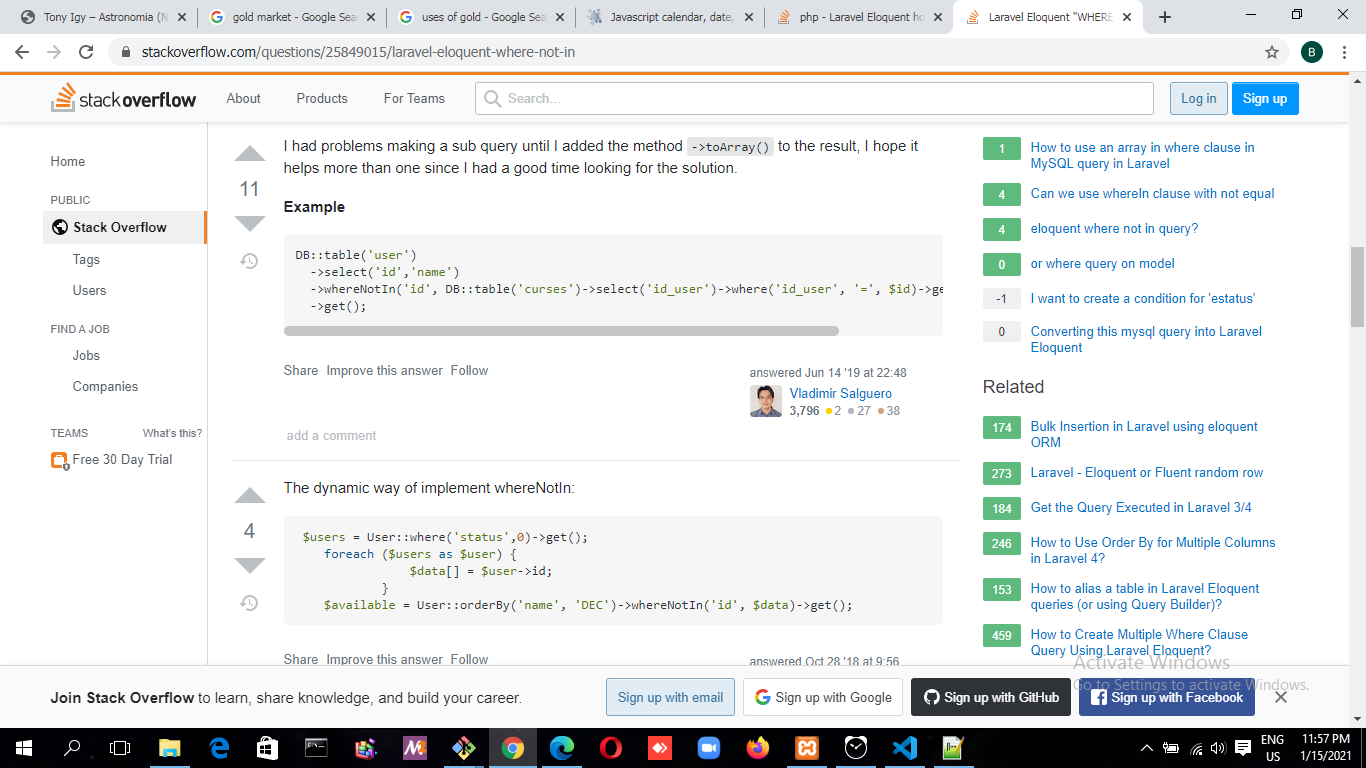 Tony Igy – Astronomia (N
gold market - Google Sea
uses of gold - Google Sea
Javascript calendar, date,
php - Laravel Eloquent ho
Laravel Eloquent "WHERE
stackoverflow.com/questions/25849015/laravel-eloquent-where-not-in
B
stackoverflow
About
Products
For Teams
Search...
Log in
Sign up
Home
PUBLIC
Stack Overflow
Tags
Users
FIND A JOB
Jobs
Companies
TEAMS
What's this?
Free 30 Day Trial
11
I had problems making a sub query until I added the method ->toArray() to the result, I hope it
helps more than one since I had a good time looking for the solution.
Example
DB::table('user')
->select('id','name')
->whereNotIn('id', DB::table('curses')->select('id_user')->where('id_user', '=', $id)->ge
->get();
Share Improve this answer Follow
answered Jun 14 '19 at 22:48
Vladimir Salguero
3,796 2 27 38
add a comment
4
The dynamic way of implement whereNotIn:
$users = User::where('status',0)->get();
foreach ($users as $user) {
$data[] = $user->id;
}
$available = User::orderBy('name', 'DEC')->whereNotIn('id', $data)->get();
Share Improve this answer Follow
answered Oct 28 '18 at 9:56
1 How to use an array in where clause in
MySQL query in Laravel
4 Can we use whereIn clause with not equal
4 eloquent where not in query?
0 or where query on model
-1 I want to create a condition for 'estatus'
0 Converting this mysql query into Laravel
Eloquent
Related
174 Bulk Insertion in Laravel using eloquent
ORM
273 Laravel - Eloquent or Fluent random row
184 Get the Query Executed in Laravel 3/4
246 How to Use Order By for Multiple Columns
in Laravel 4?
153 How to alias a table in Laravel Eloquent
queries (or using Query Builder)?
459 How to Create Multiple Where Clause
Query Using Laravel Eloquent?
Activate Windows
Go to Settings to activate Windows.
Join Stack Overflow to learn, share knowledge, and build your career.
Sign up with email
Sign up with Google
Sign up with GitHub
Sign up with Facebook
ENG
US
11:57 PM
1/15/2021